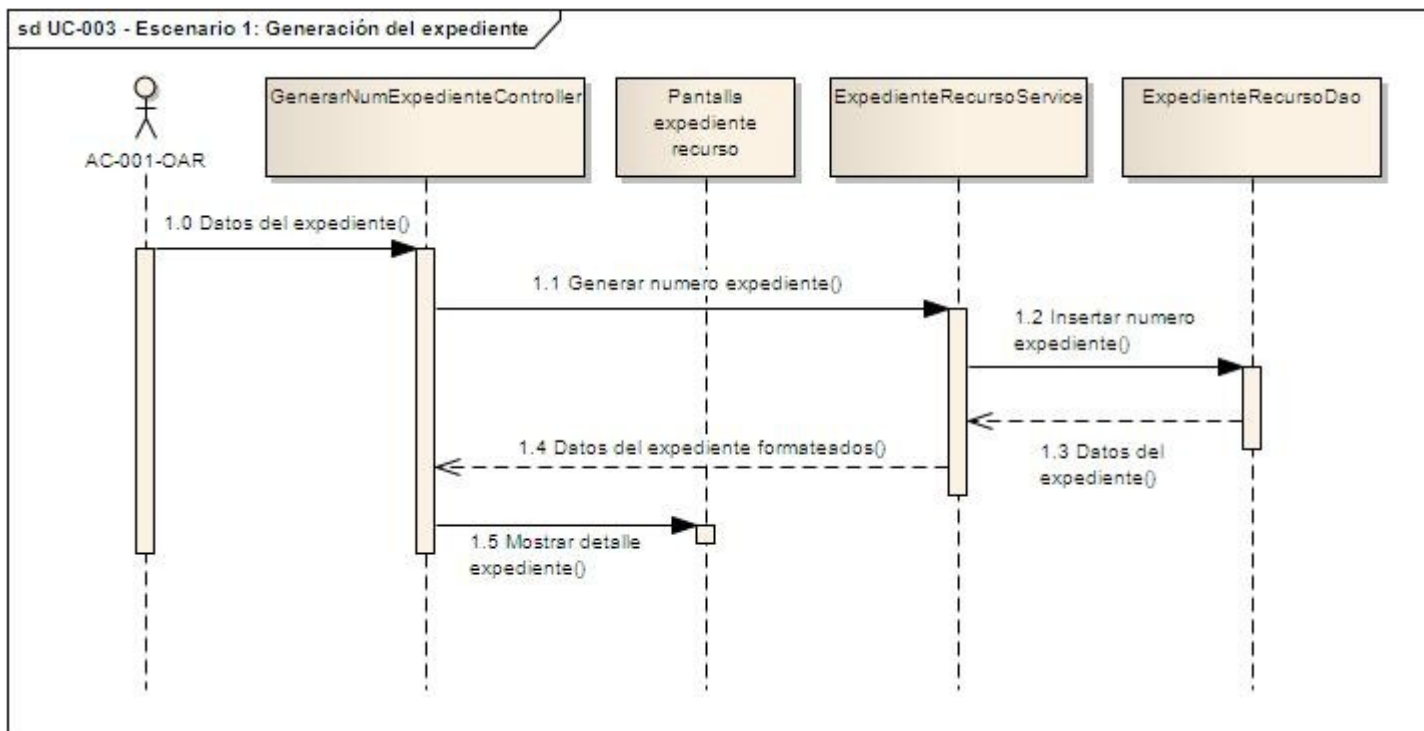 sd UC-003 - Escenario 1: Generación del expediente
AC-001-OAR
GenerarNumExpedienteController
Pantalla
expediente
recurso
ExpedienteRecursoService
ExpedienteRecursoDao
1.0 Datos del expediente()
1.1 Generar numero expediente()
1.2 Insertar numero
expediente()
1.3 Datos del
expediente()
1.4 Datos del expediente formateados()
1.5 Mostrar detalle
expediente()